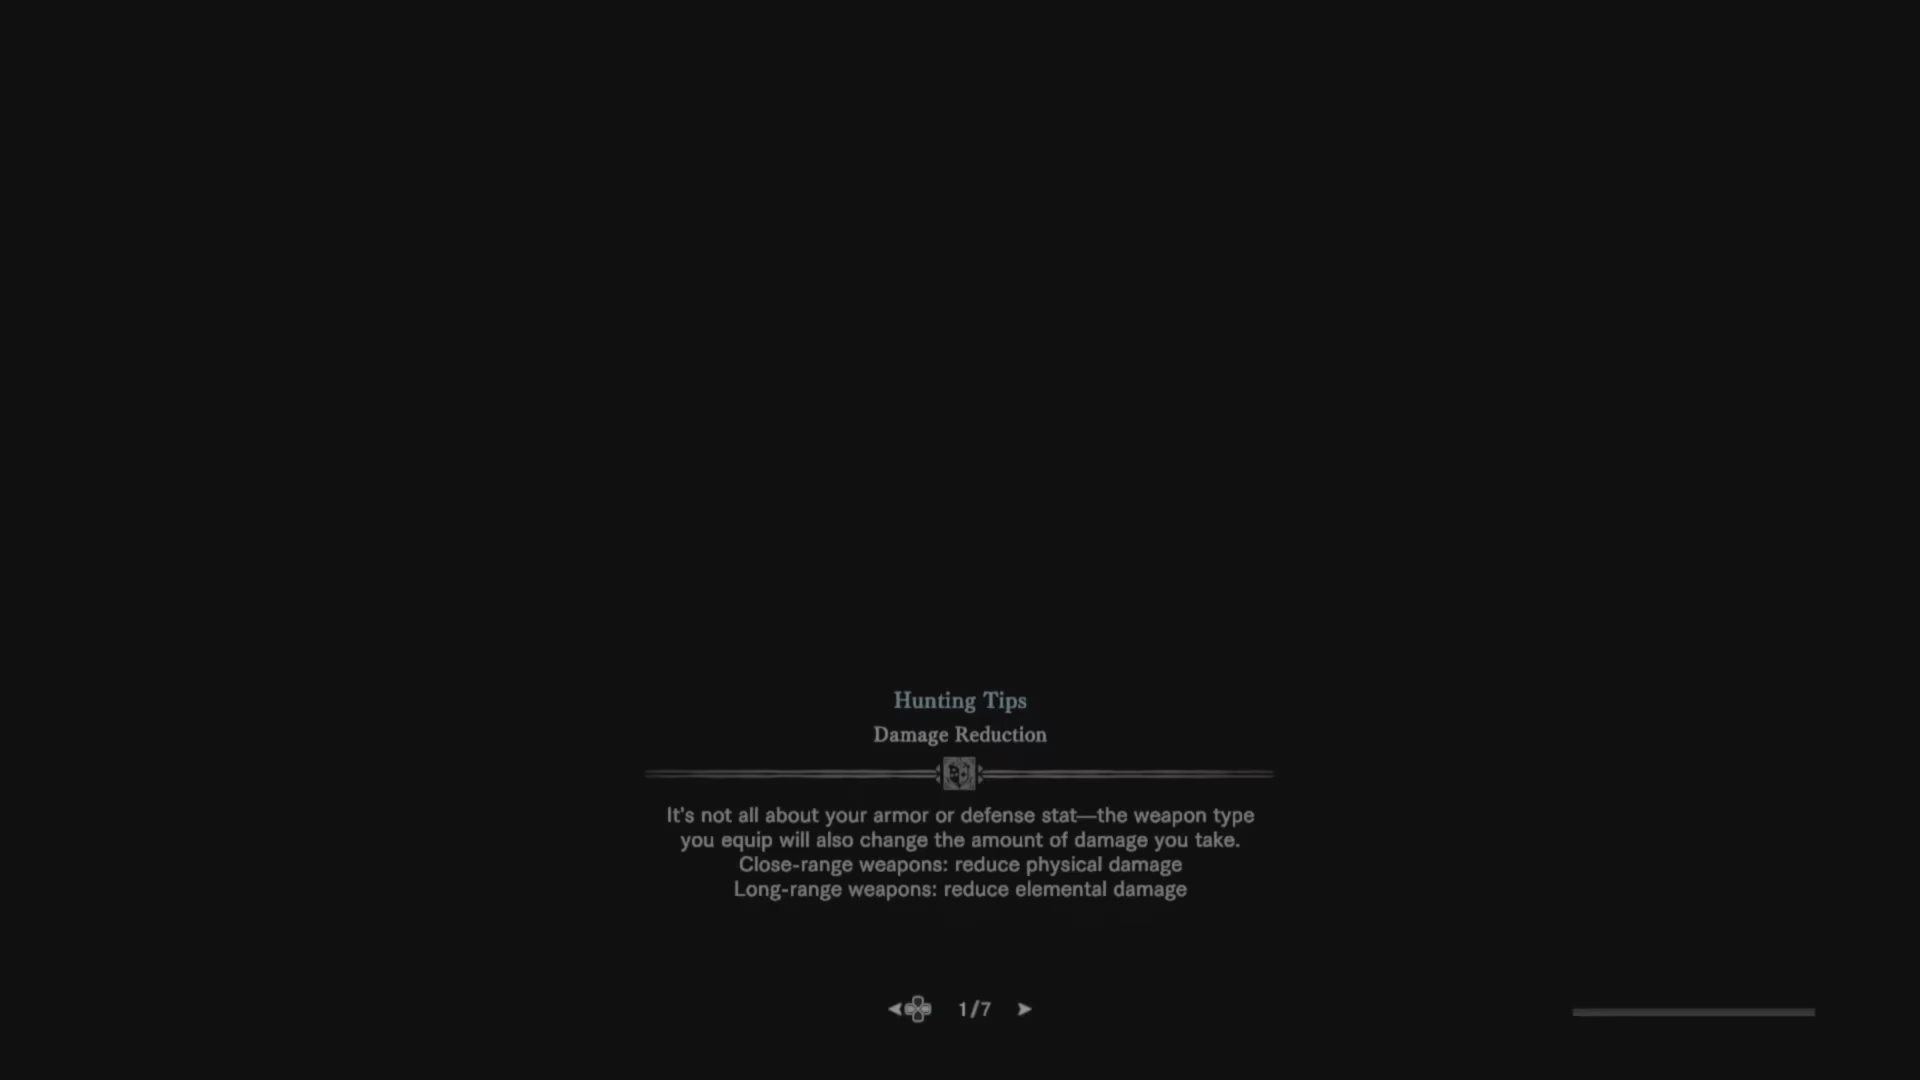 Hunting Tips
Damage Reduction
It's not all about your armor or defense stat—the weapon type
you equip will also change the amount of damage you take.
Close-range weapons: reduce physical damage
Long-range weapons: reduce elemental damage
1/7